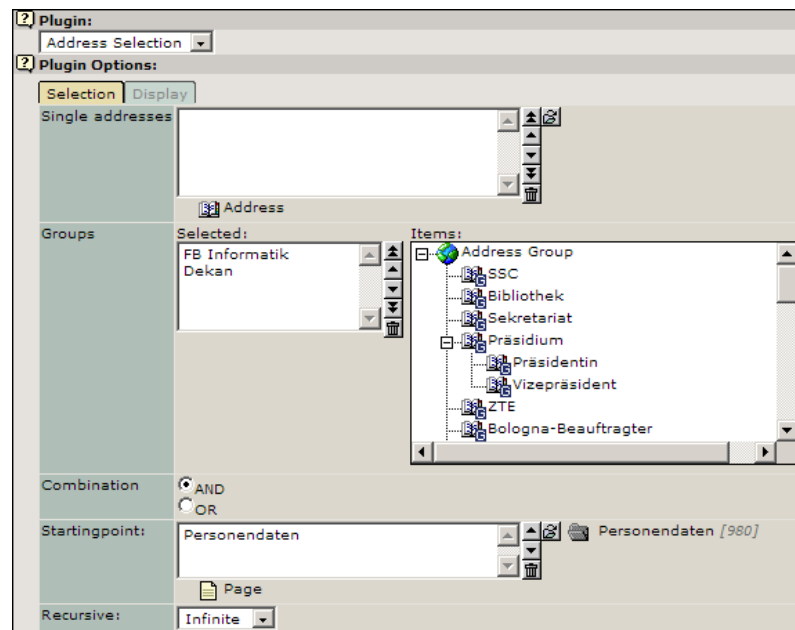 Plugin:
Address Selection
Plugin Options:
Selection Display
Single addresses
Address
Groups
Selected:
Items:
FB Informatik
Dekan
Address Group
SSC
Bibliothek
Sekretariat
Präsidium
Präsidentin
Vizepräsident
ZTE
Bologna-Beauftragter
Combination
AND
OR
Startingpoint:
Personendaten
Personendaten [980]
Page
Recursive:
Infinite